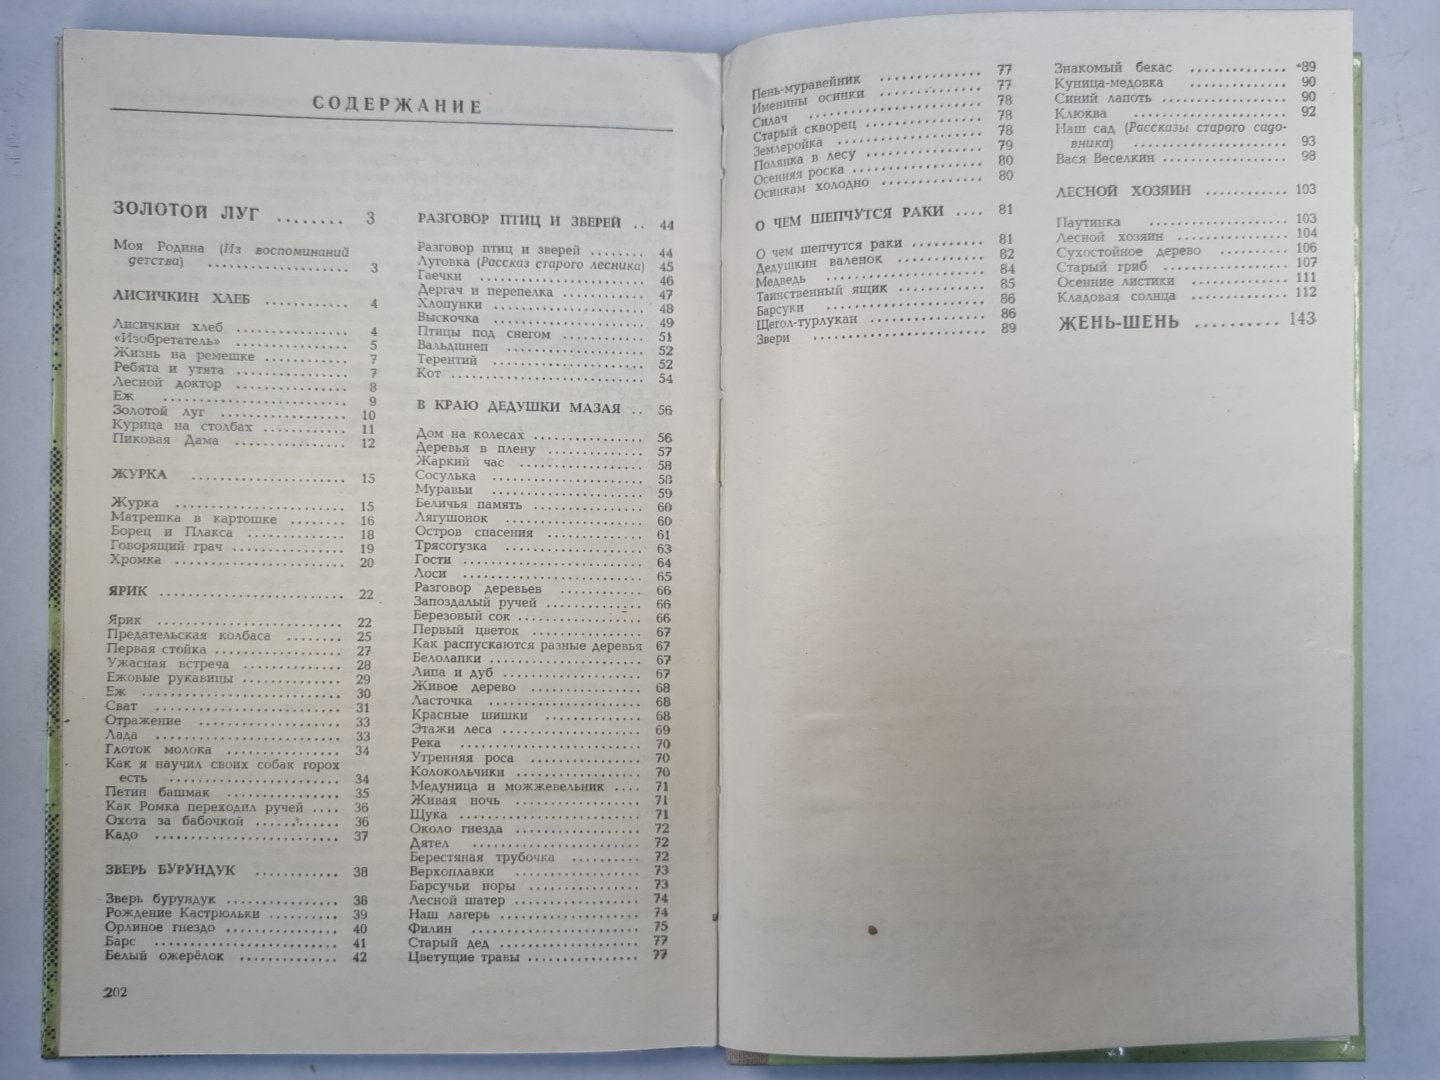 СОДЕРЖАНИЕ
ЗОЛОТОЙ ЛУГ ........ 3
Моя Родина (Из воспоминаний
детства) .................. 3
ЛИСИЧКИН ХЛЕБ ............ 4
Лисичкин хлеб .............. 4
«Изобретатель» .............. 5
Жизнь на ремешке ............ 7
Ребята и утята .............. 7
Лесной доктор .............. 8
Еж ...................... 9
Золотой луг ................ 10
Курица на столбах ............ 11
Пиковая Дама .............. 12
ЖУРКА .................... 15
Журка .................... 15
Матрешка в картошке ........ 16
Борец и Плакса ............ 18
Говорящий грач .............. 19
Хромка .................... 20
ЯРИК ...................... 22
Ярик ...................... 22
Предательская колбаса ........ 25
Первая стойка .............. 27
Ужасная встреча ............ 28
Ежовые рукавицы ............ 29
Еж ...................... 30
Сват ...................... 31
Отражение ................ 33
Лада ...................... 33
Глоток молока .............. 34
Как я научил своих собак горох
есть ...................... 34
Петин башмак .............. 35
Как Ромка переходил ручей .... 36
Охота за бабочкой ............ 36
Кадо ...................... 37
ЗВЕРЬ БУРУНДУК ............ 38
Зверь бурундук .............. 38
Рождение Кастрюльки .......... 39
Орлиное гнездо .............. 40
Барс ...................... 41
Белый ожерёлок ............ 42
202
РАЗГОВОР ПТИЦ И ЗВЕРЕЙ .. 44
Разговор птиц и зверей ........ 44
Луговка (Рассказ старого лесника) 45
Гаечки .................... 46
Дергач и перепелка .......... 47
Хлопунки .................. 48
Выскочка .................. 49
Птицы под снегом ............ 51
Вальдшнеп ................ 52
Терентий .................. 52
Кот ...................... 54
В КРАЮ ДЕДУШКИ МАЗАЯ .. 56
Дом на колесах .............. 56
Деревья в плену ............ 57
Жаркий час ................ 58
Сосулька .................. 58
Муравьи .................. 59
Беличья память .............. 60
Лягушонок ................ 60
Остров спасения ............ 61
Трясогузка ................ 63
Гости .................... 64
Лоси ...................... 65
Разговор деревьев .......... 66
Запоздалый ручей ............ 66
Березовый сок .............. 66
Первый цветок .............. 67
Как распускаются разные деревья 67
Белолапки .................. 67
Липа и дуб ................ 67
Живое дерево .............. 68
Ласточка .................. 68
Красные шишки ............ 68
Этажи леса ................ 69
Река ...................... 70
Утренняя роса .............. 70
Колокольчики .............. 70
Медуница и можжевельник .... 71
Живая ночь ................ 71
Щука .................... 71
Около гнезда .............. 72
Дятел .................... 72
Берестяная трубочка .......... 72
Верхоплавки .............. 73
Барсучьи норы .............. 73
Лесной шатер .............. 74
Наш лагерь ................ 74
Филин .................... 75
Старый дед ................ 77
Цветущие травы .............. 77
Пень-муравейник ............ 77
Именины осинки ............ 77
Силач .................... 78
Старый скворец ............ 78
Землеройка ................ 78
Полянка в лесу ............ 79
Осенняя роса .............. 80
Осинкам холодно ............ 80
О ЧЕМ ШЕПЧУТСЯ РАКИ .... 81
О чем шепчутся раки .......... 81
Дедушкин валенок ............ 82
Медведь .................. 84
Таинственный ящик .......... 85
Барсуки .................. 86
Щегол-турлукан ............ 86
Звери .................... 89
Знакомый бекас .............. 89
Куница-медовка ............ 90
Синий лапоть .............. 90
Клюква .................. 92
Наш сад (Рассказы старого садо-
вника) .................... 93
Вася Веселкин .............. 98
ЛЕСНОЙ ХОЗЯИН .......... 103
Паутинка ................ 103
Лесной хозяин .............. 104
Сухостойное дерево .......... 106
Старый гриб .............. 107
Осенние листики ............ 111
Кладовая солнца ............ 112
ЖЕНЬ-ШЕНЬ .......... 143